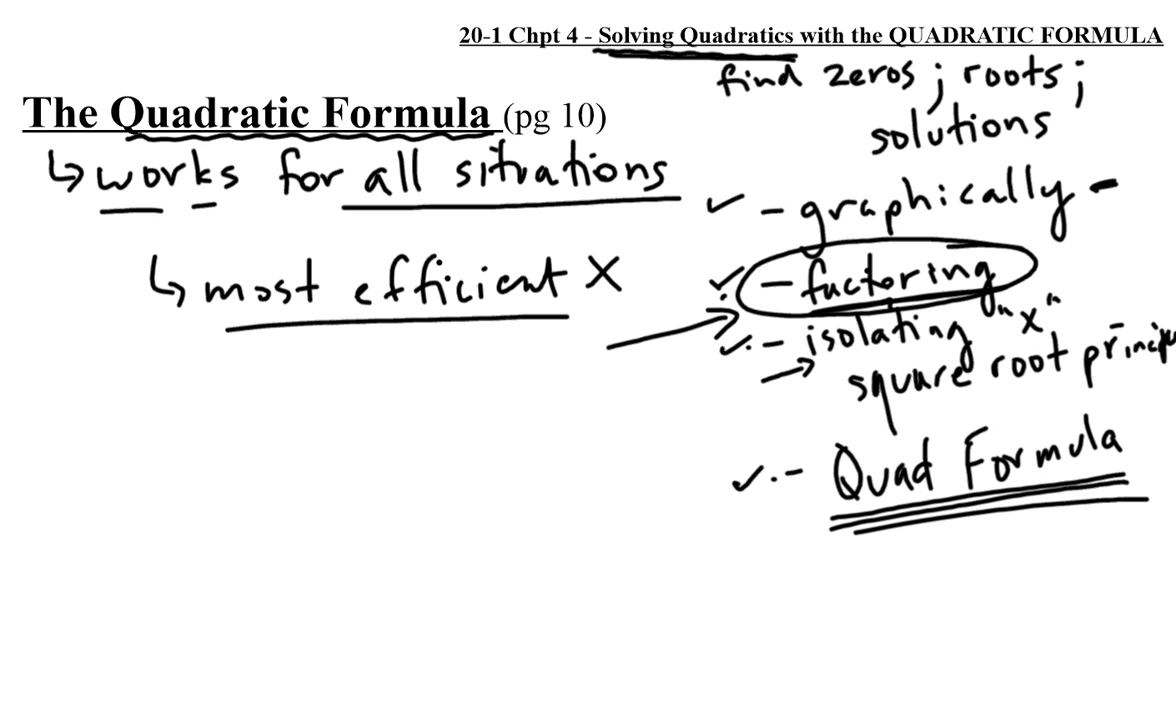 20-1 Chpt 4 - Solving Quadratics with the QUADRATIC FORMULA
find zeros ; roots ;
solutions
The Quadratic Formula (pg 10)
↳ works for all situations
✓ - graphically -
↳ most efficient X
✓ - factoring
✓ - isolating "x"
square root
✓ - Quad Formula